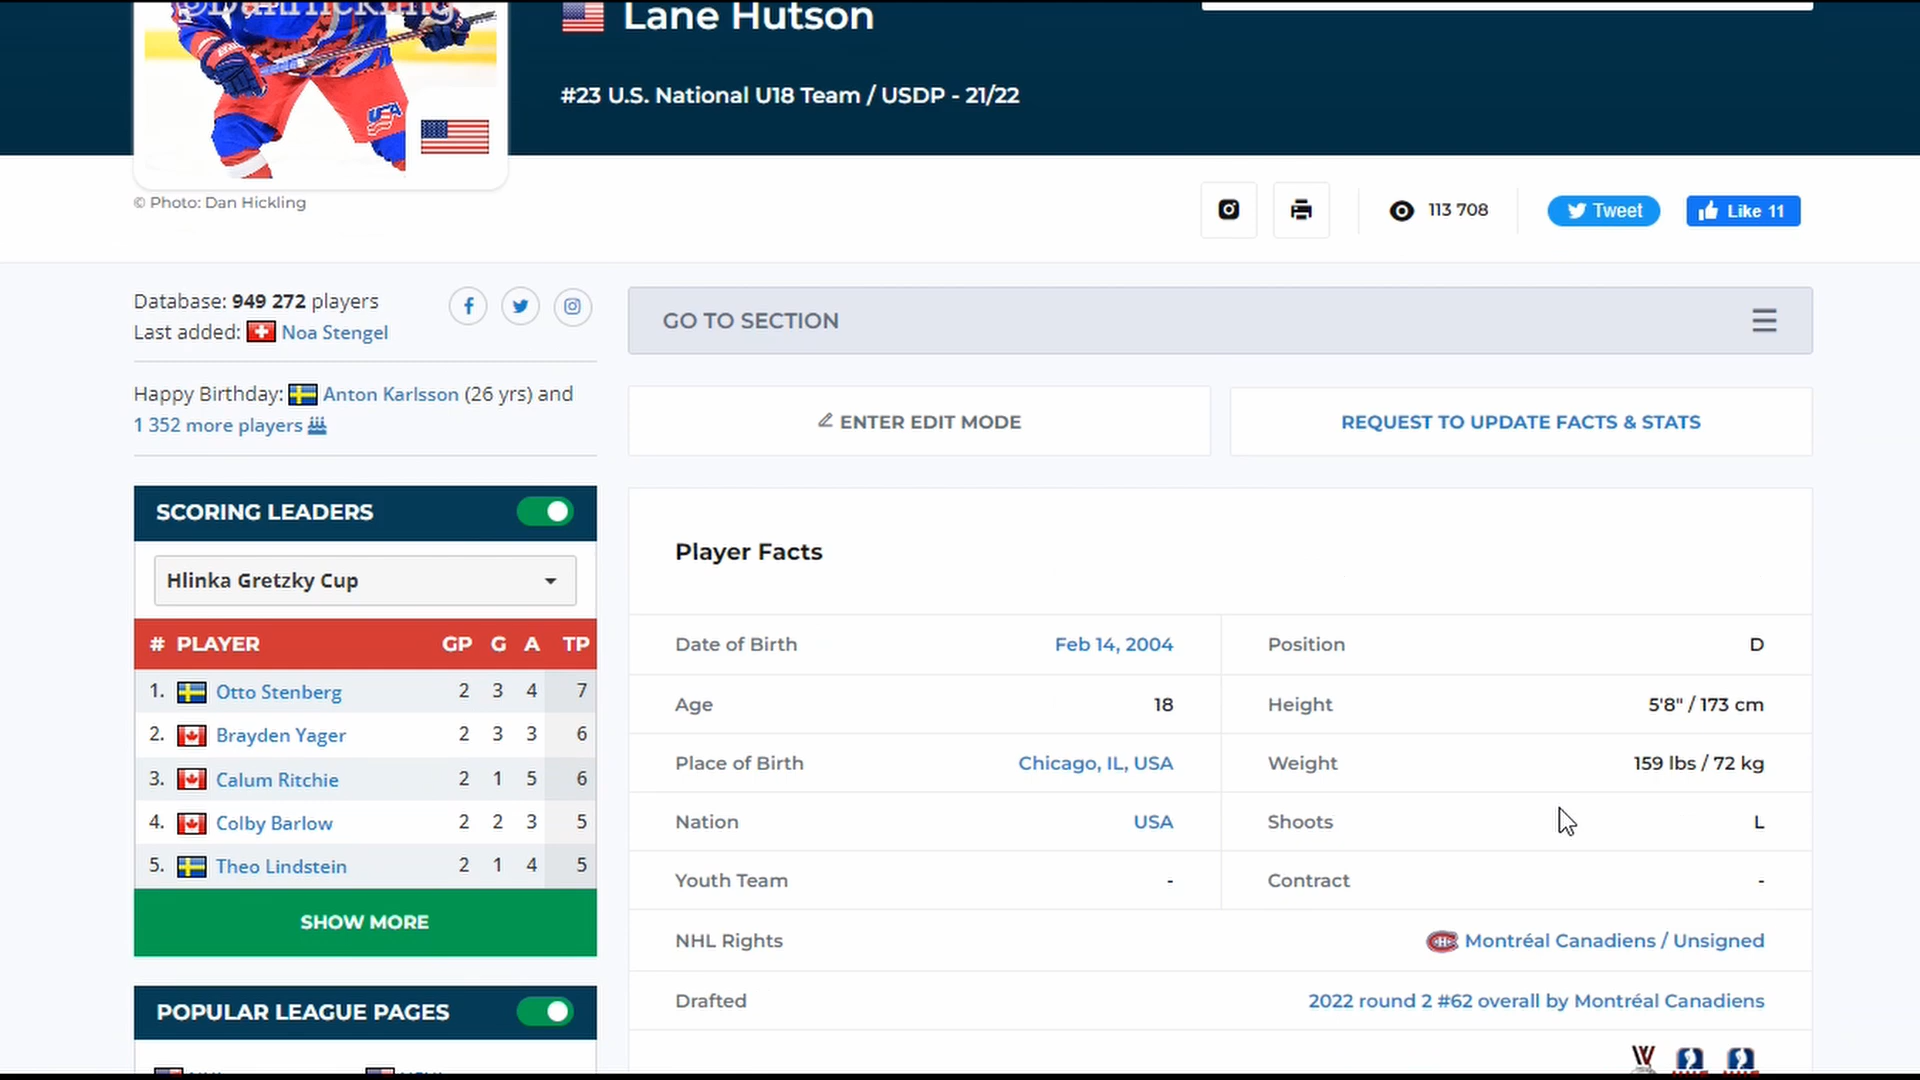 @DanHickling
Lane Hutson
#23 U.S. National U18 Team / USDP - 21/22
USA
© Photo: Dan Hickling
113 708
Tweet
Like 11
Database: 949 272 players
Last added: Noa Stengel
Happy Birthday: Anton Karlsson (26 yrs) and
1 352 more players
GO TO SECTION
ENTER EDIT MODE
REQUEST TO UPDATE FACTS & STATS
SCORING LEADERS
Hlinka Gretzky Cup
# PLAYER GP G A TP
1. Otto Stenberg 2 3 4 7
2. Brayden Yager 2 3 3 6
3. Calum Ritchie 2 1 5 6
4. Colby Barlow 2 2 3 5
5. Theo Lindstein 2 1 4 5
SHOW MORE
POPULAR LEAGUE PAGES
Player Facts
Date of Birth Feb 14, 2004 Position D
Age 18 Height 5'8" / 173 cm
Place of Birth Chicago, IL, USA Weight 159 lbs / 72 kg
Nation USA Shoots L
Youth Team - Contract -
NHL Rights Montréal Canadiens / Unsigned
Drafted 2022 round 2 #62 overall by Montréal Canadiens